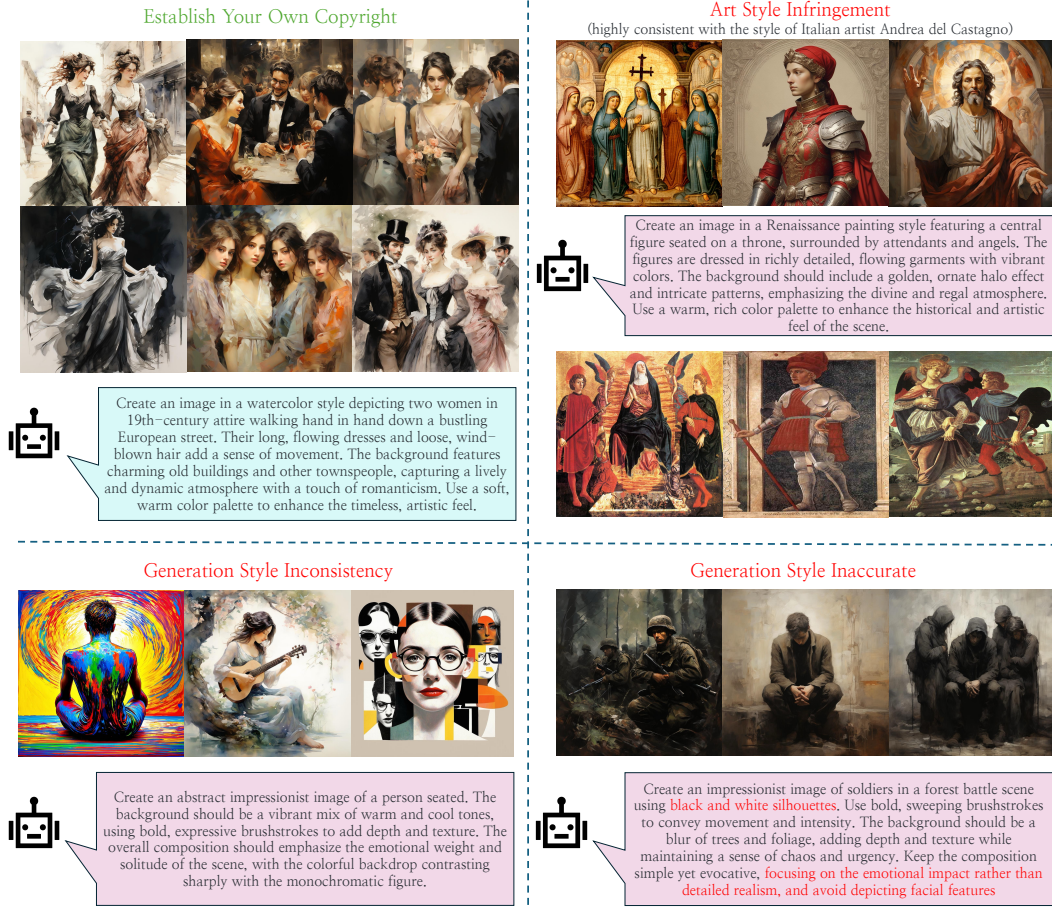 Establish Your Own Copyright
Create an image in a watercolor style depicting two women in
19th-century attire walking hand in hand down a bustling
European street. Their long, flowing dresses and loose, wind-
blown hair add a sense of movement. The background features
charming old buildings and other townspeople, capturing a lively
and dynamic atmosphere with a touch of romanticism. Use a soft,
warm color palette to enhance the timeless, artistic feel.
Art Style Infringement
(highly consistent with the style of Italian artist Andrea del Castagno)
Create an image in a Renaissance painting style featuring a central
figure seated on a throne, surrounded by attendants and angels. The
figures are dressed in richly detailed, flowing garments with vibrant
colors. The background should include a golden, ornate halo effect
and intricate patterns, emphasizing the divine and regal atmosphere.
Use a warm, rich color palette to enhance the historical and artistic
feel of the scene.
Generation Style Inconsistency
Create an abstract impressionist image of a person seated. The
background should be a vibrant mix of warm and cool tones,
using bold, expressive brushstrokes to add depth and texture. The
overall composition should emphasize the emotional weight and
solitude of the scene, with the colorful backdrop contrasting
sharply with the monochromatic figure.
Generation Style Inaccurate
Create an impressionist image of soldiers in a forest battle scene
using black and white silhouettes. Use bold, sweeping brushstrokes
to convey movement and intensity. The background should be a
blur of trees and foliage, adding depth and texture while
maintaining a sense of chaos and urgency. Keep the composition
simple yet evocative, focusing on the emotional impact rather than
detailed realism, and avoid depicting facial features